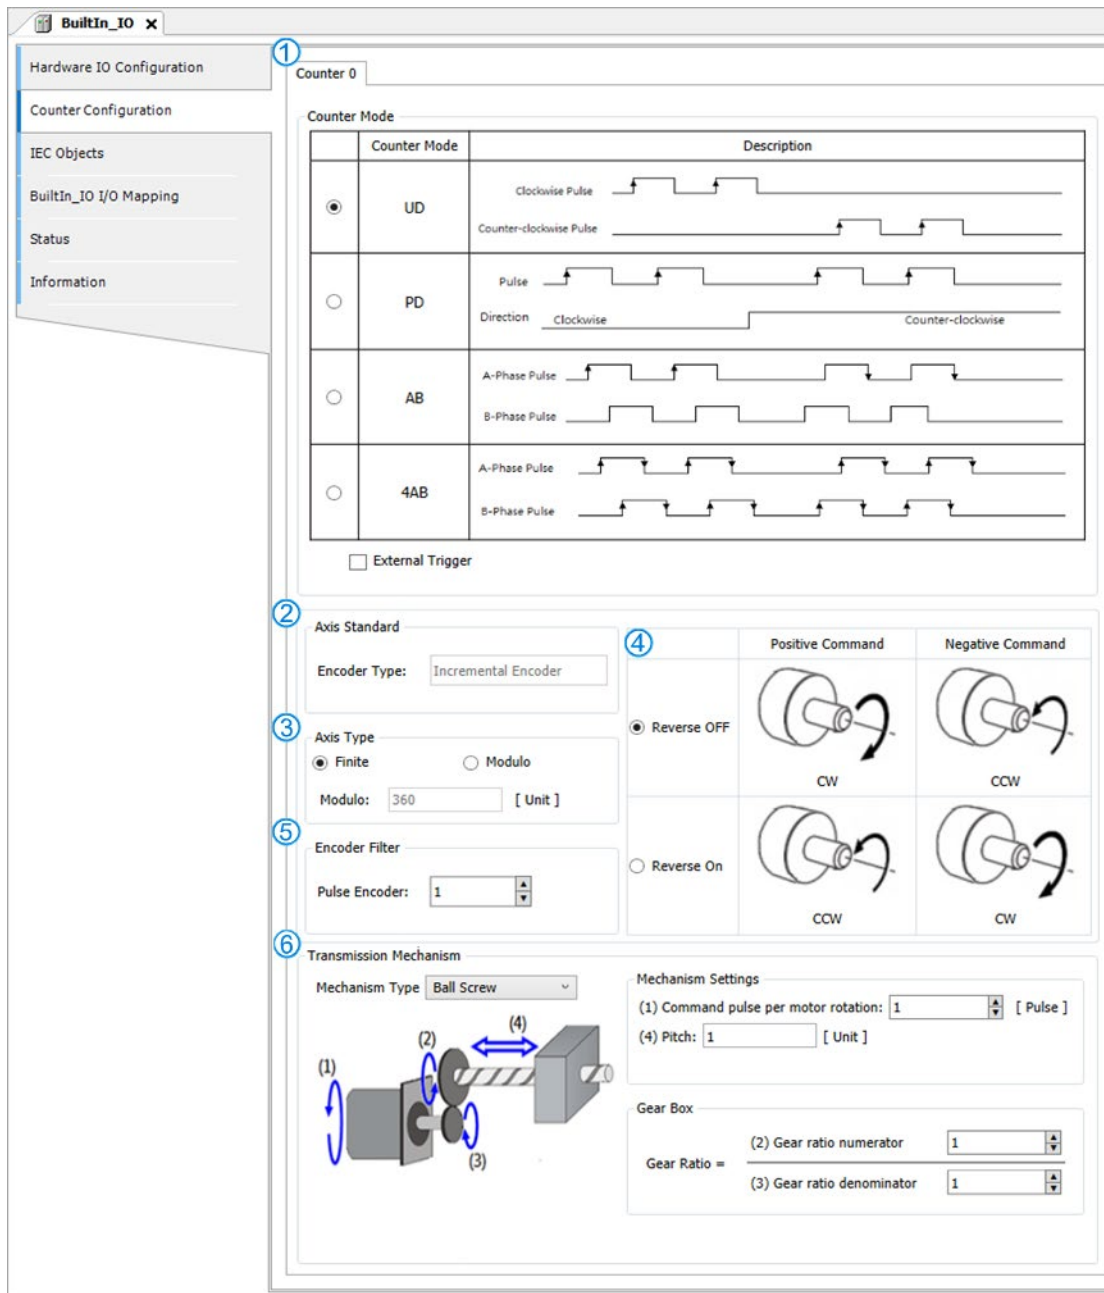 BuiltIn_IO x
Hardware IO Configuration
Counter Configuration
IEC Objects
BuiltIn_IO I/O Mapping
Status
Information
1
Counter 0
Counter Mode
Counter Mode Description
UD
Clockwise Pulse
Counter-clockwise Pulse
PD
Pulse
Direction Clockwise Counter-clockwise
AB
A-Phase Pulse
B-Phase Pulse
4AB
A-Phase Pulse
B-Phase Pulse
External Trigger
2
Axis Standard
Encoder Type: Incremental Encoder
3
Axis Type
Finite Modulo
Modulo: 360 [ Unit ]
5
Encoder Filter
Pulse Encoder: 1
4
Positive Command Negative Command
Reverse OFF
CW CCW
Reverse On
CCW CW
6
Transmission Mechanism
Mechanism Type Ball Screw
(1)
(2)
(4)
(3)
Mechanism Settings
(1) Command pulse per motor rotation: 1 [ Pulse ]
(4) Pitch: 1 [ Unit ]
Gear Box
Gear Ratio =
(2) Gear ratio numerator 1
(3) Gear ratio denominator 1